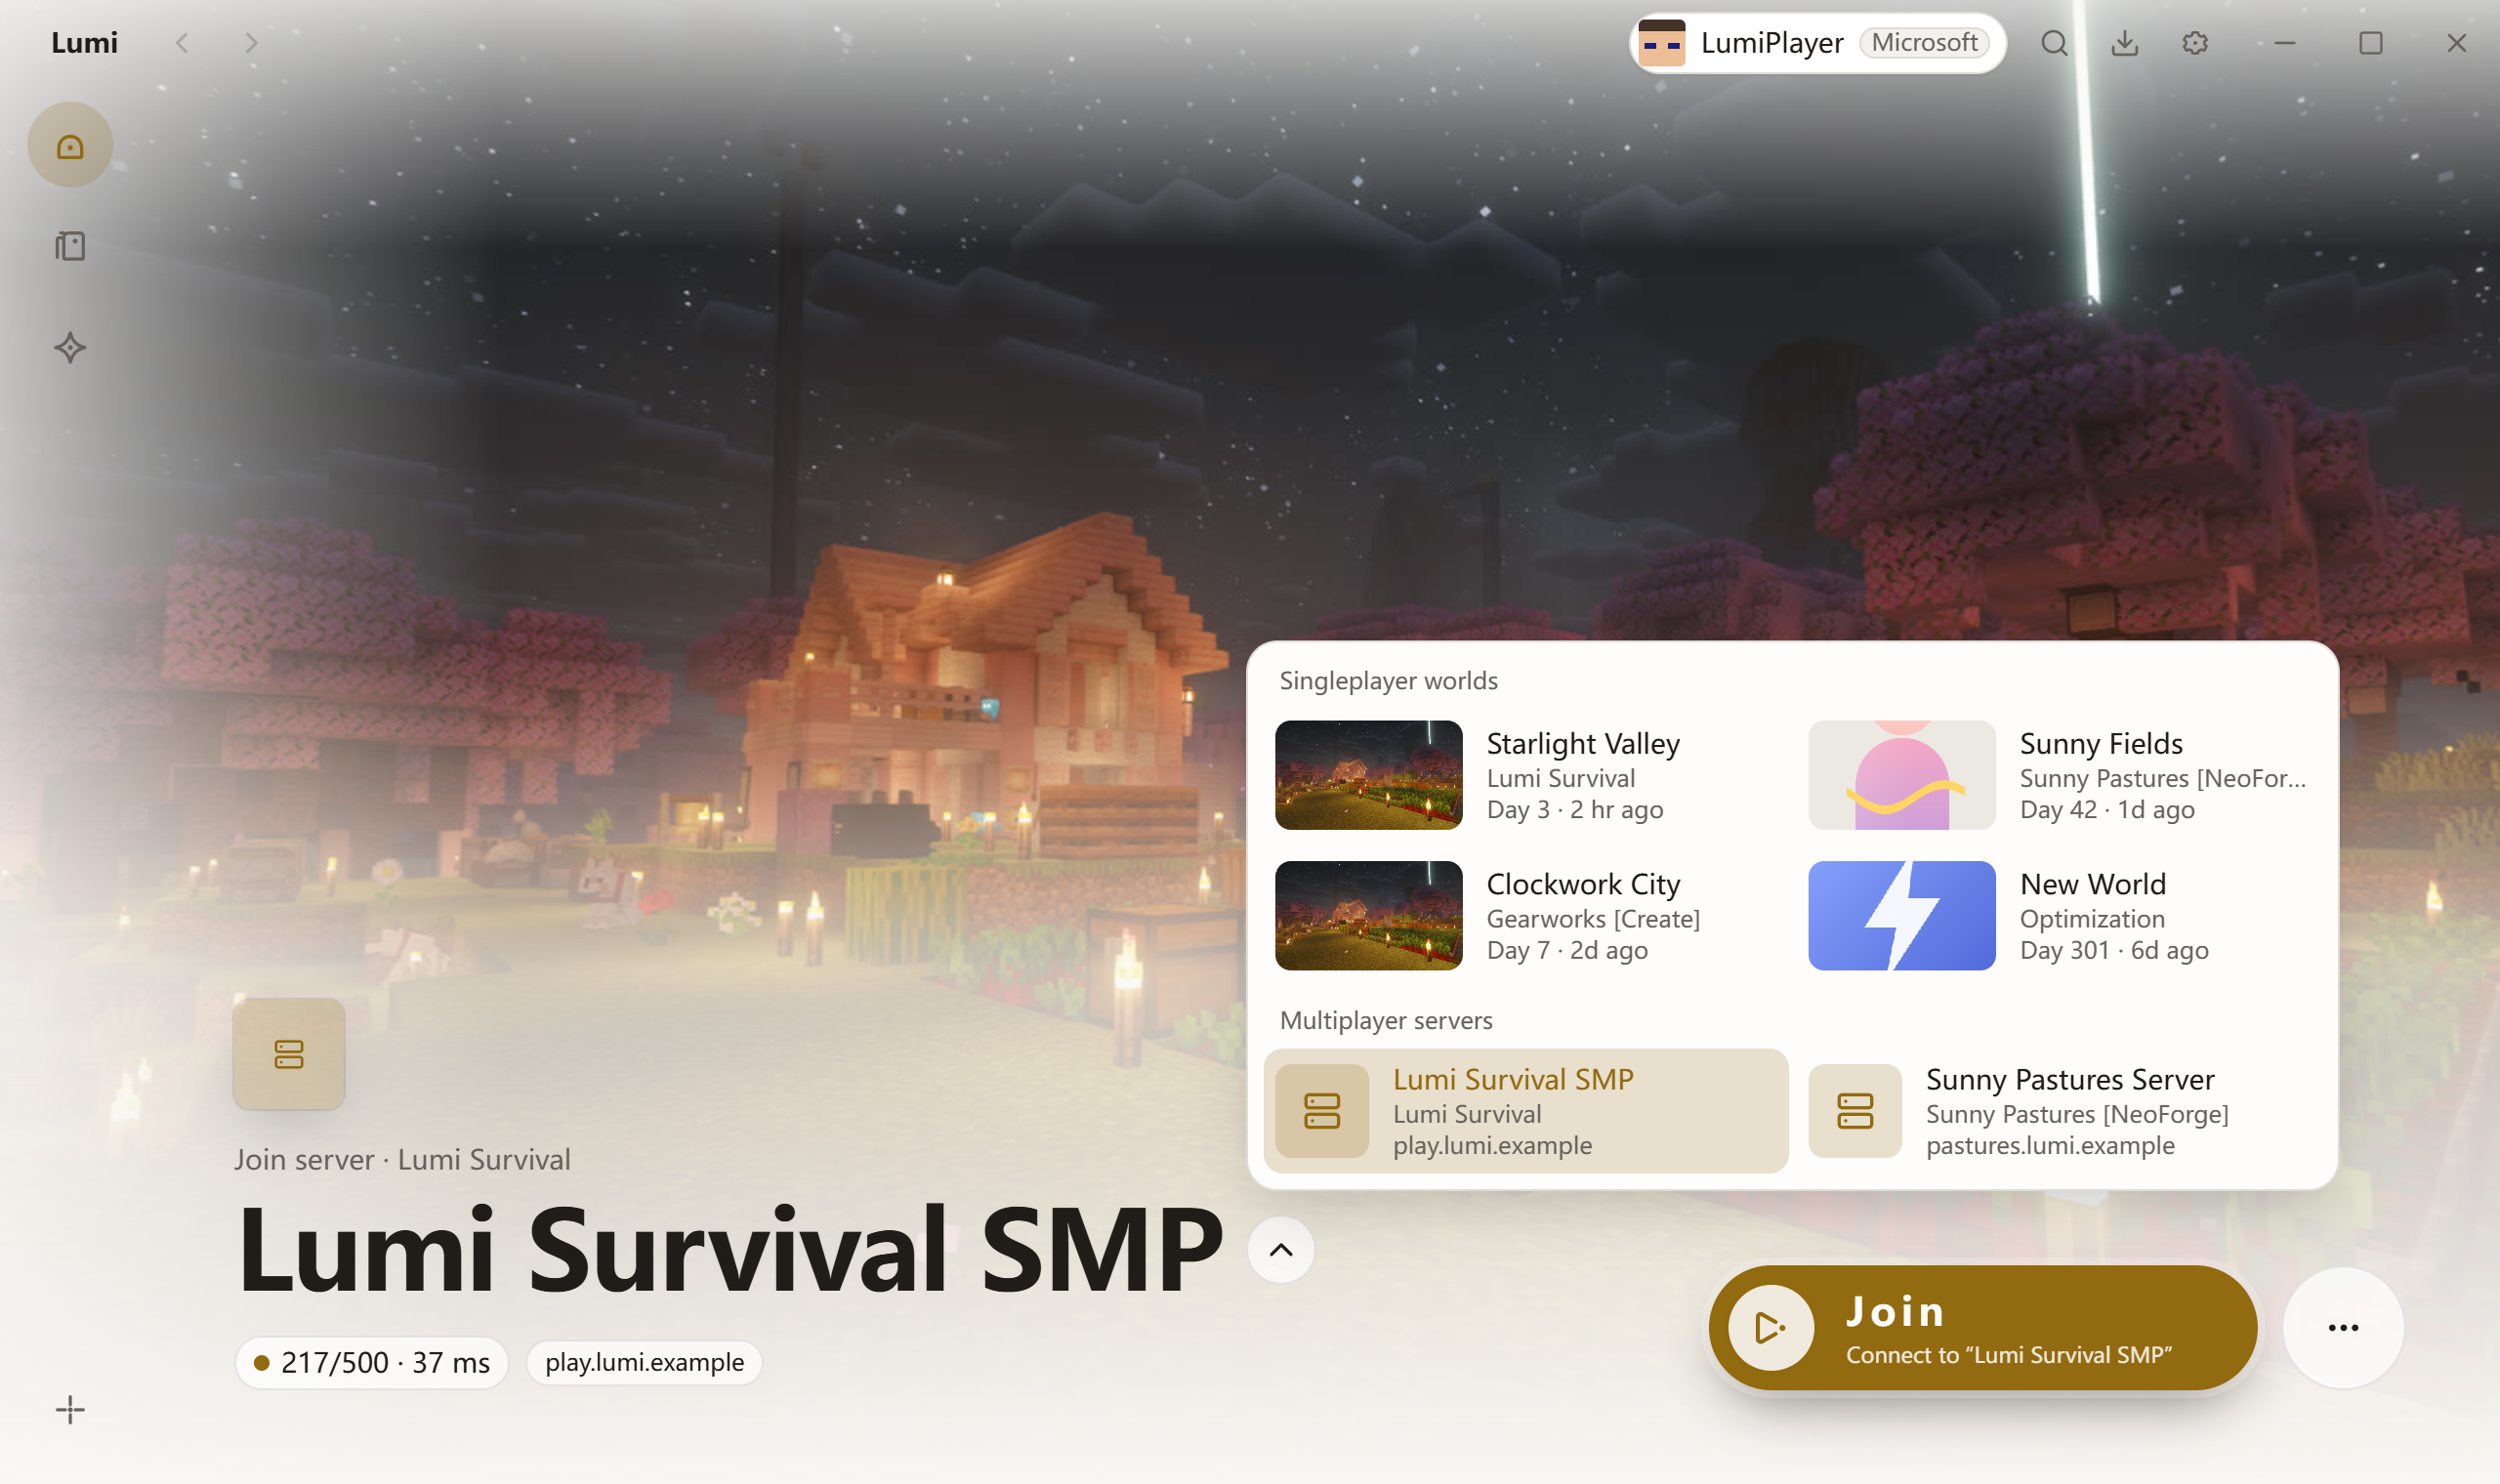 Lumi
LumiPlayer
Microsoft
Singleplayer worlds
Starlight Valley
Lumi Survival
Day 3 · 2 hr ago
Sunny Fields
Sunny Pastures [NeoFor...
Day 42 · 1d ago
Clockwork City
Gearworks [Create]
Day 7 · 2d ago
New World
Optimization
Day 301 · 6d ago
Multiplayer servers
Lumi Survival SMP
Lumi Survival
play.lumi.example
Sunny Pastures Server
Sunny Pastures [NeoForge]
pastures.lumi.example
Join server · Lumi Survival
Lumi Survival SMP
217/500 · 37 ms
play.lumi.example
Join
Connect to “Lumi Survival SMP”